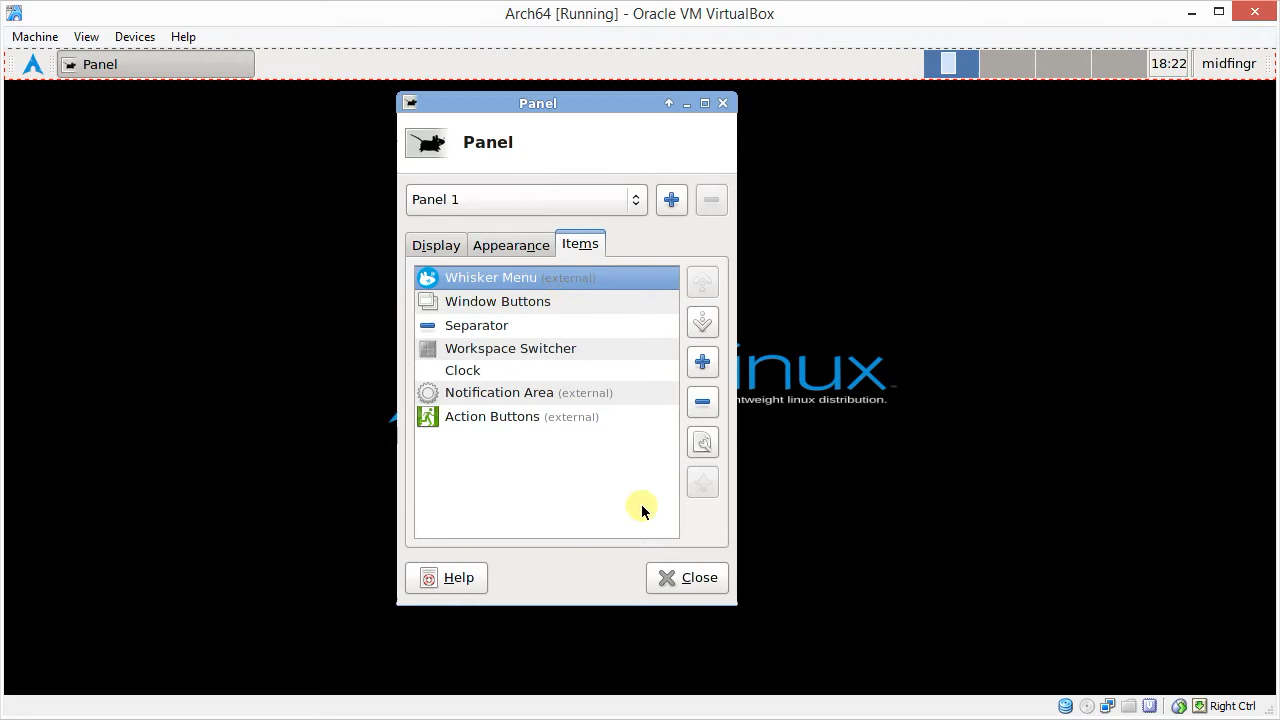 Arch64 [Running] - Oracle VM VirtualBox
Machine View Devices Help
Panel 18:22 midfingr
Panel
Panel
Panel 1
Display Appearance Items
Whisker Menu (external)
Window Buttons
Separator
Workspace Switcher
Clock
Notification Area (external)
Action Buttons (external)
inux
htweight linux distribution.
Help Close
Right Ctrl